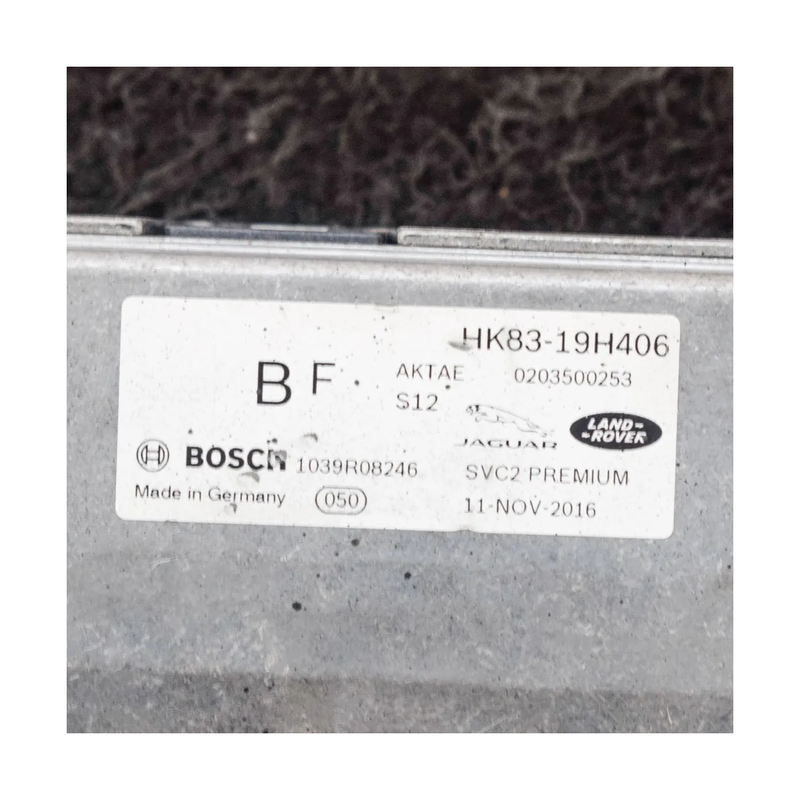 HK83-19H406
B F
AKTAE 0203500253
S12
JAGUAR
LAND-
-ROVER
BOSCH 1039R08246
SVC2 PREMIUM
Made in Germany 050
11-NOV-2016